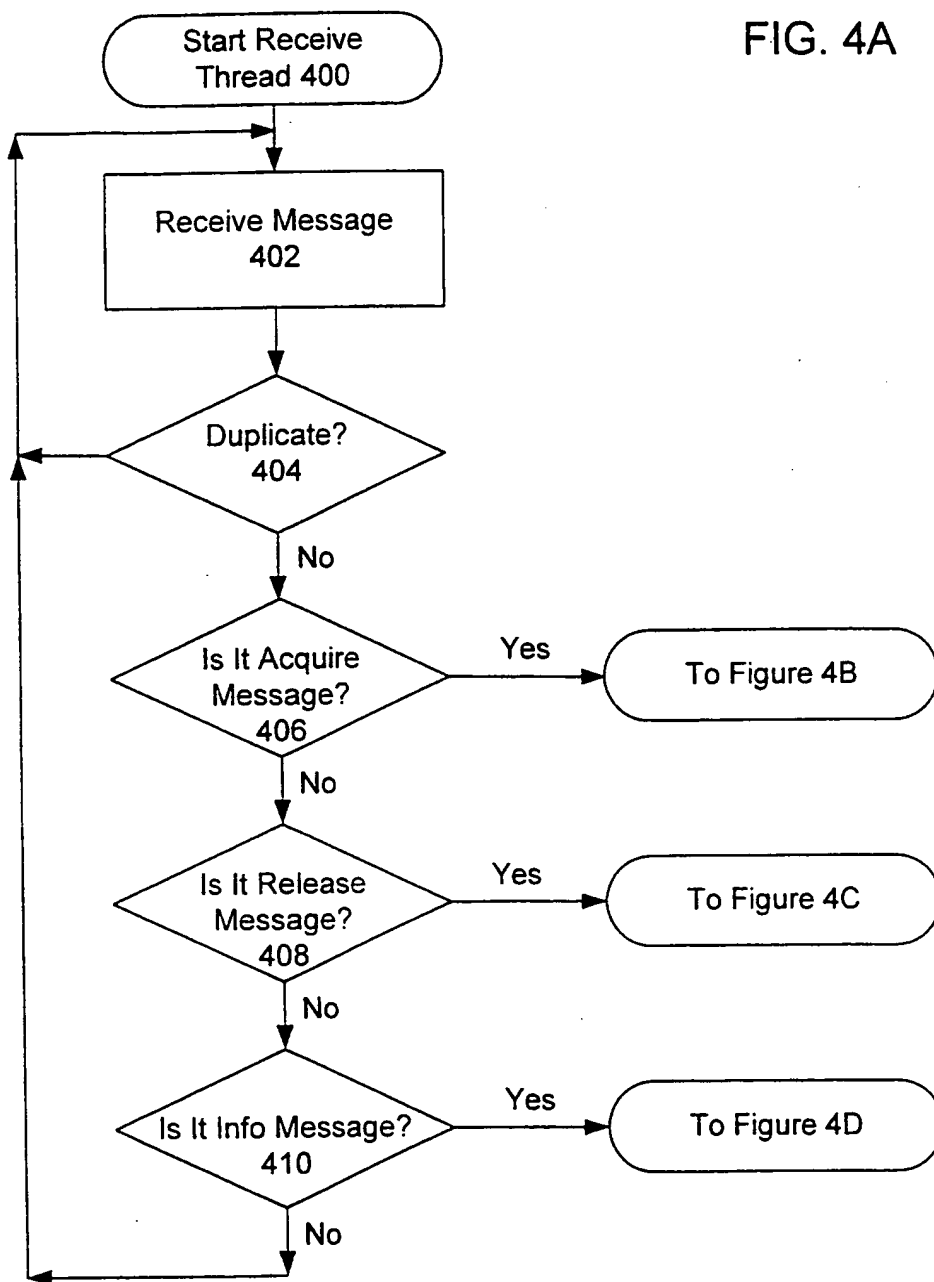 FIG. 4A
Start Receive
Thread 400
Receive Message
402
Duplicate?
404
No
Is It Acquire
Message?
406
Yes
To Figure 4B
No
Is It Release
Message?
408
Yes
To Figure 4C
No
Is It Info Message?
410
Yes
To Figure 4D
No